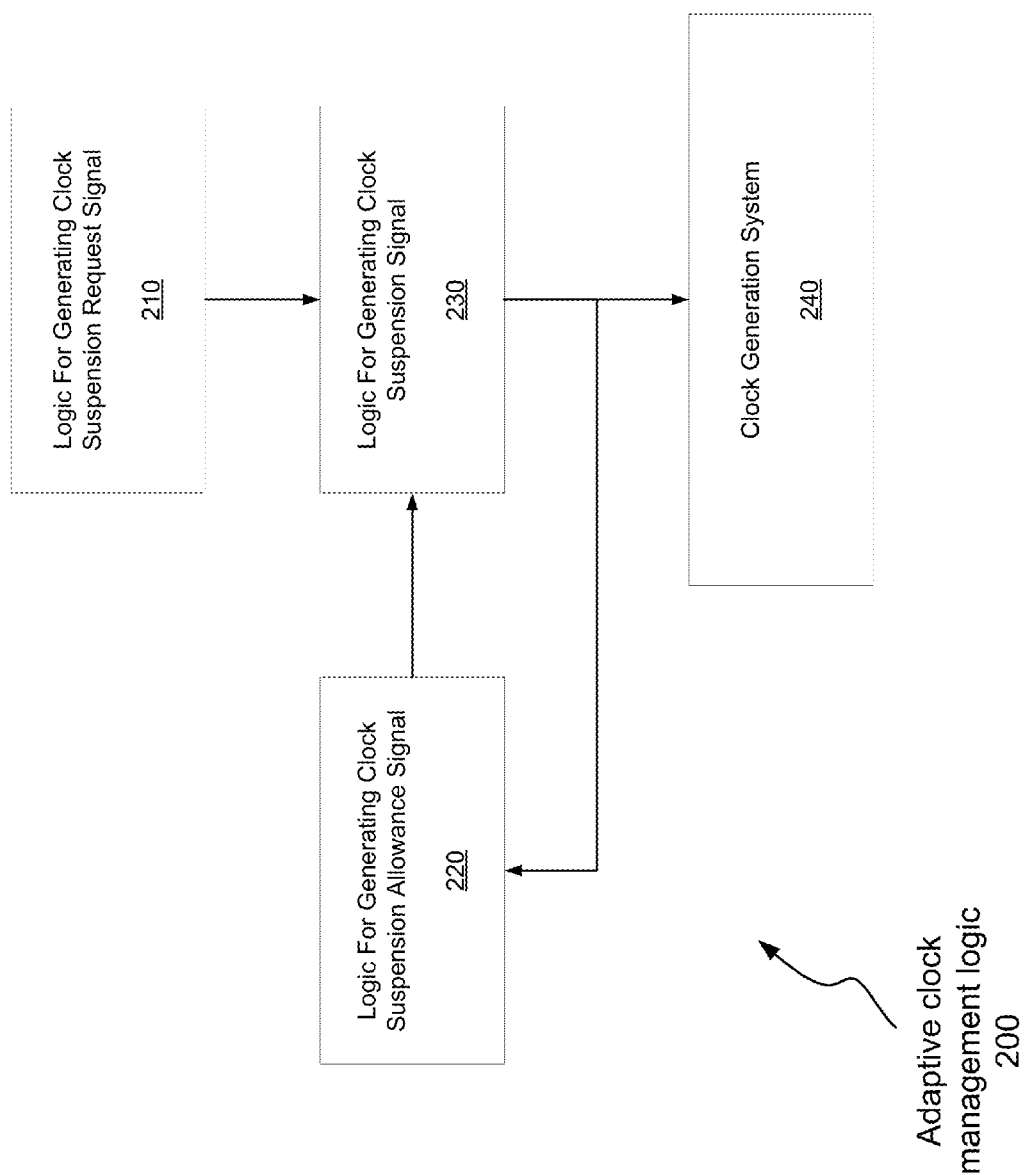 Logic For Generating Clock
Suspension Request Signal
210
Logic For Generating Clock
Suspension Allowance Signal
220
Logic For Generating Clock
Suspension Signal
230
Clock Generation System
240
Adaptive clock
management logic
200